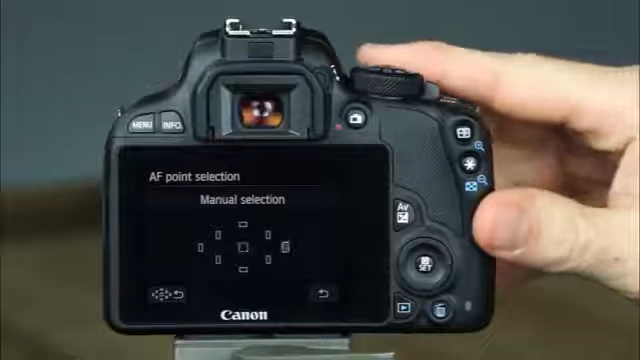 MENU
INFO.
AF point selection
Manual selection
Av
SET
Canon